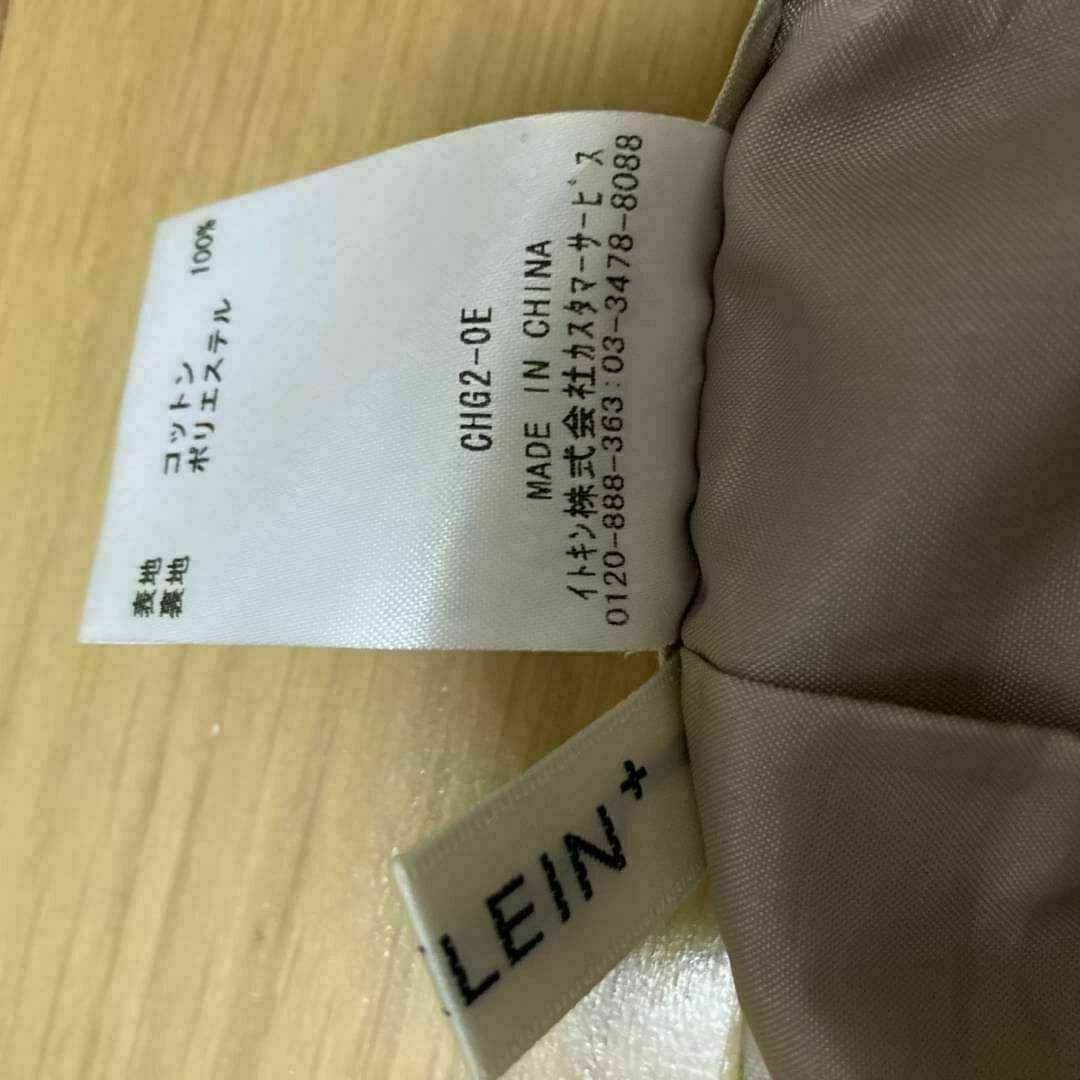 表地 コットン
裏地 ポリエステル 100%
CHG2-0E
MADE IN CHINA
イトキン株式会社カスタマーサービス
0120-888-363:03-3478-8088
LEIN+